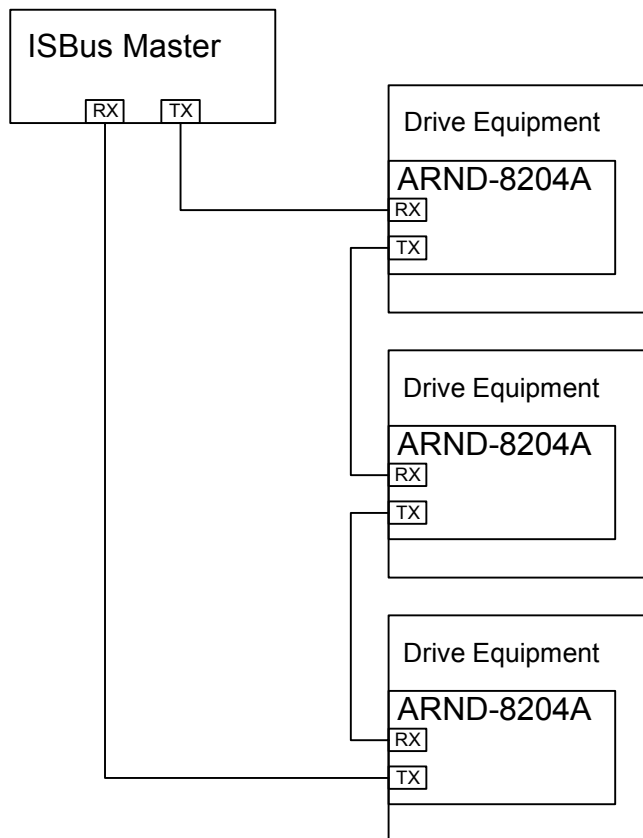 ISBus Master
RX
TX
Drive Equipment
ARND-8204A
RX
TX
Drive Equipment
ARND-8204A
RX
TX
Drive Equipment
ARND-8204A
RX
TX